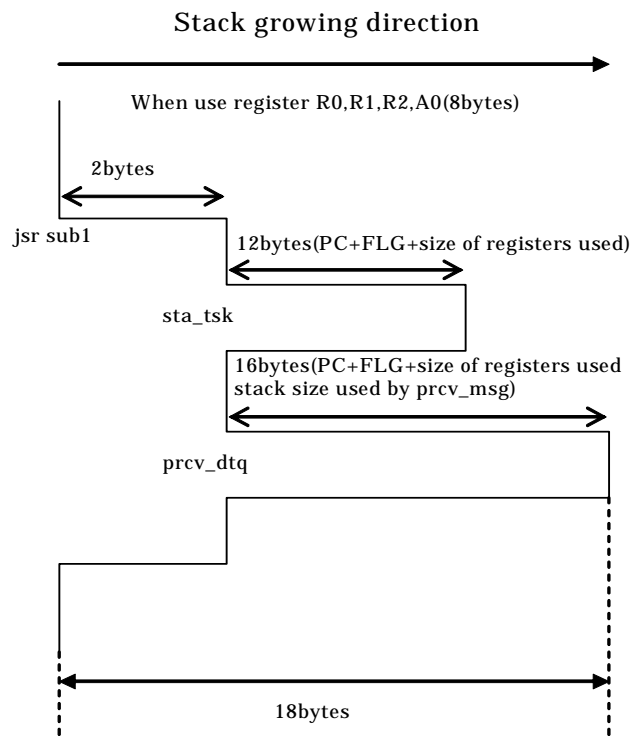 Stack growing direction
When use register R0,R1,R2,A0(8bytes)
2bytes
jsr sub1
12bytes(PC+FLG+size of registers used)
sta_tsk
16bytes(PC+FLG+size of registers used
stack size used by prcv_msg)
prcv_dtq
18bytes